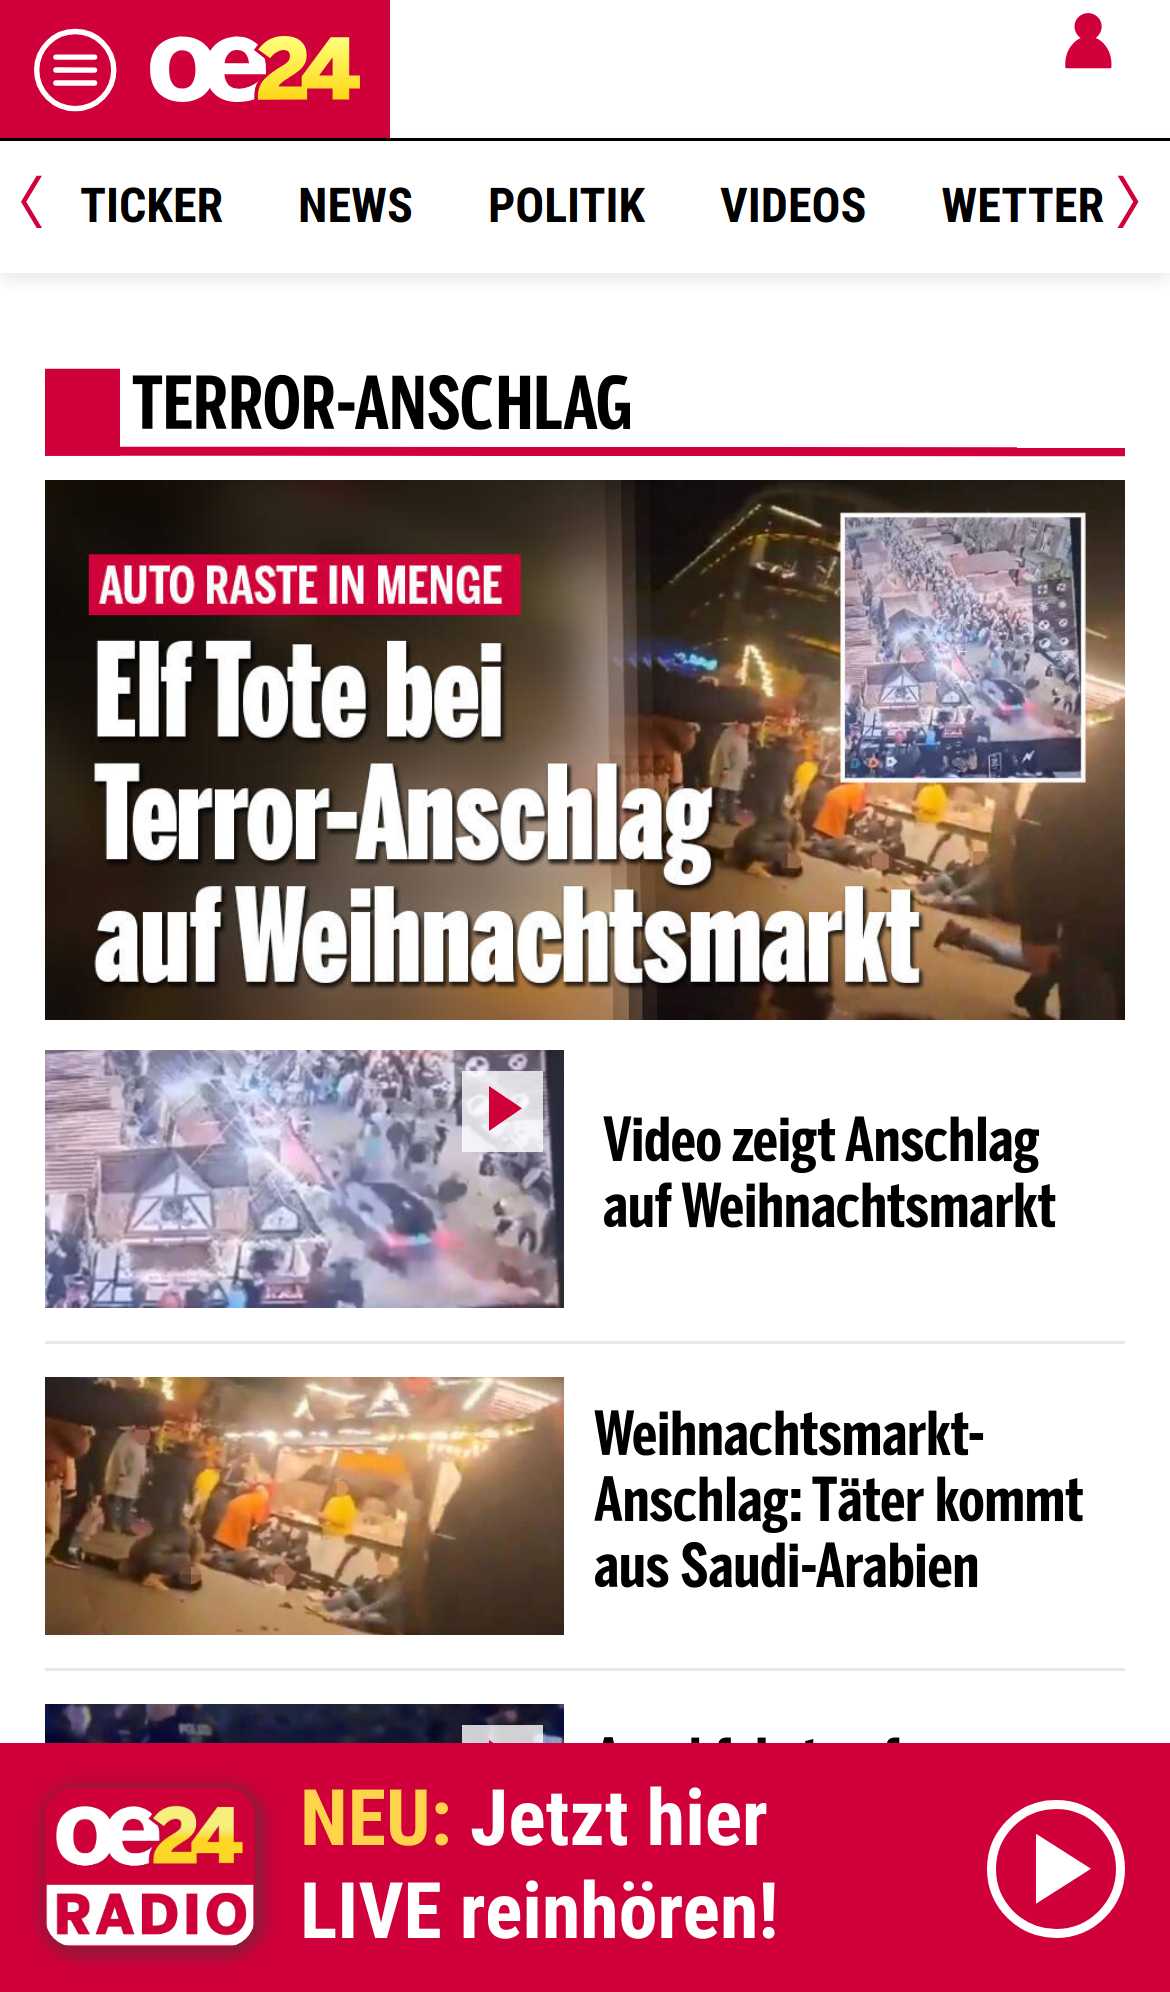 oe24
TICKER NEWS POLITIK VIDEOS WETTER
TERROR-ANSCHLAG
AUTO RASTE IN MENGE
Elf Tote bei
Terror-Anschlag
auf Weihnachtsmarkt
Video zeigt Anschlag
auf Weihnachtsmarkt
Weihnachtsmarkt-
Anschlag: Täter kommt
aus Saudi-Arabien
oe24
RADIO
NEU: Jetzt hier
LIVE reinhören!